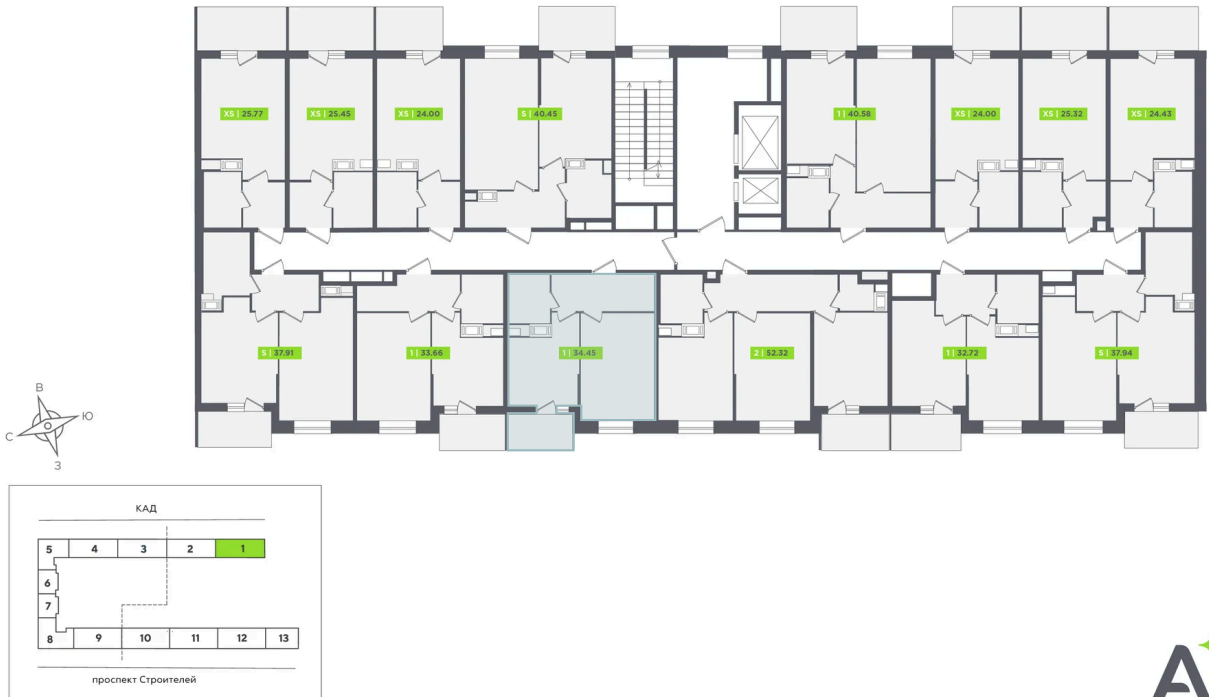 XS | 25.77
XS | 25.45
XS | 24.00
S | 40.45
1 | 40.58
XS | 24.00
XS | 25.32
XS | 24.43
S | 37.91
1 | 33.66
1 | 34.45
2 | 52.32
1 | 32.72
S | 37.94
В
Ю
С
З
КАД
5 4 3 2 1
6
7
8 9 10 11 12 13
проспект Строителей